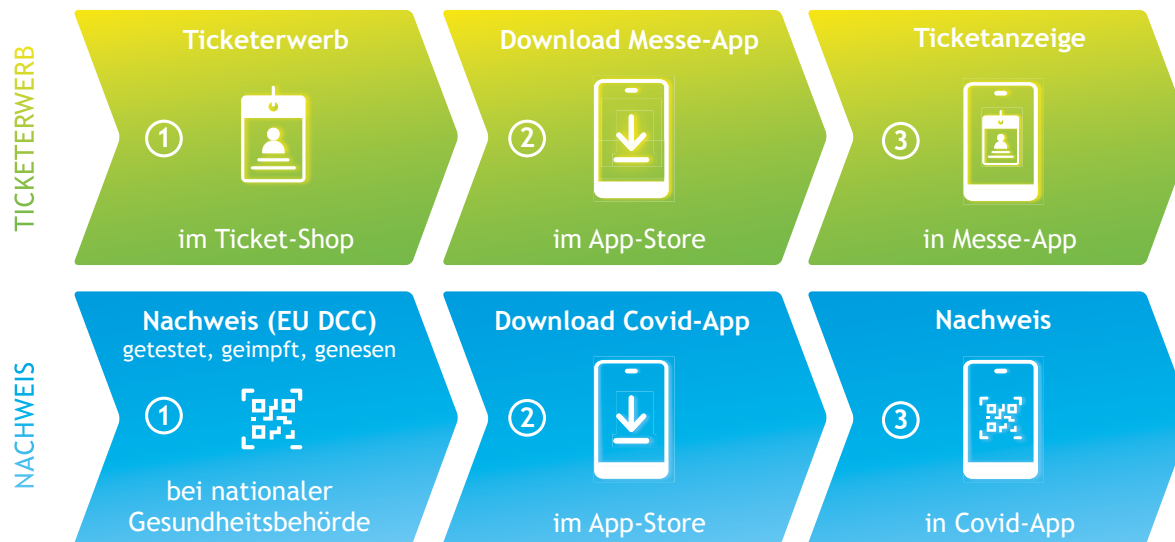 TICKETERWERB
Ticketerwerb
1
im Ticket-Shop
Download Messe-App
2
im App-Store
Ticketanzeige
3
in Messe-App
NACHWEIS
Nachweis (EU DCC)
getestet, geimpft, genesen
1
bei nationaler
Gesundheitsbehörde
Download Covid-App
2
im App-Store
Nachweis
3
in Covid-App